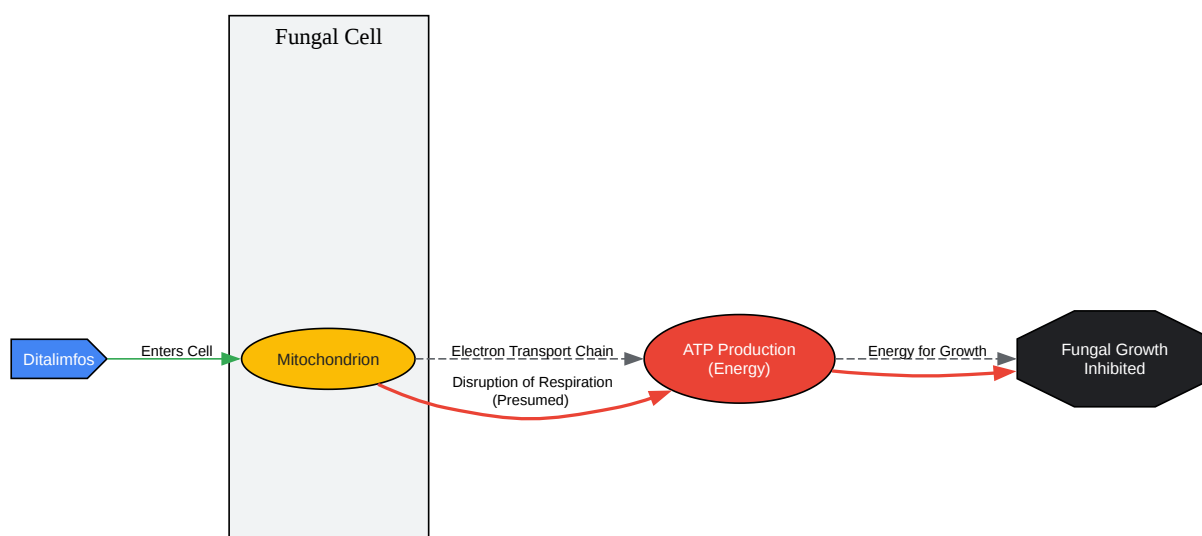 Fungal Cell
Ditalimfos
Enters Cell
Mitochondrion
Electron Transport Chain
Disruption of Respiration
(Presumed)
ATP Production
(Energy)
Energy for Growth
Fungal Growth
Inhibited